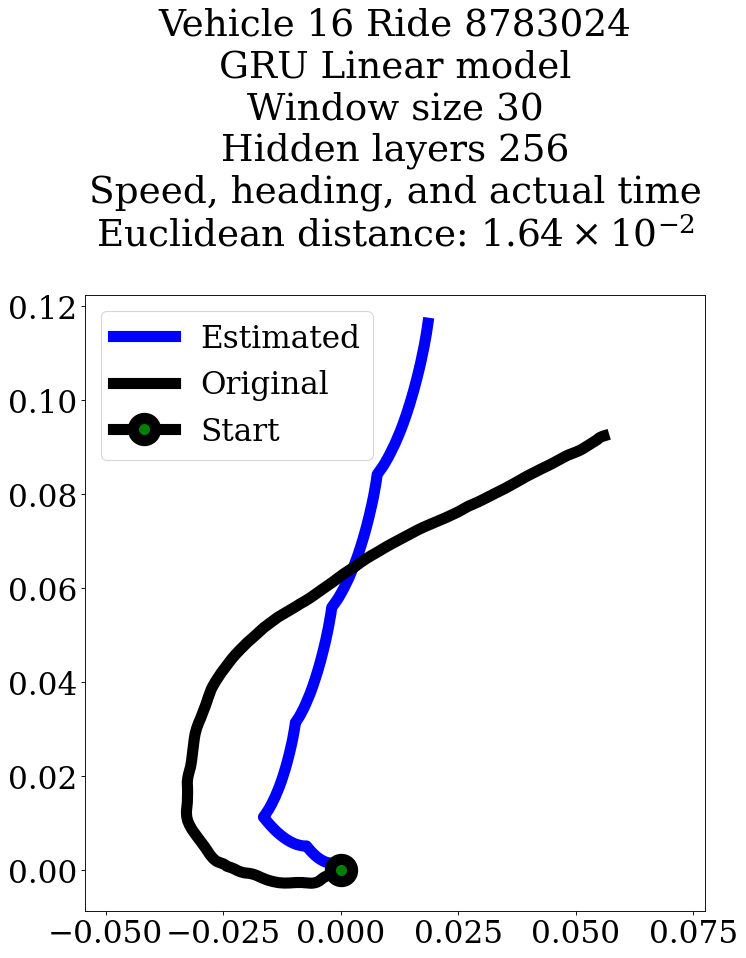 Vehicle 16 Ride 8783024
GRU Linear model
Window size 30
Hidden layers 256
Speed, heading, and actual time
Euclidean distance: 1.64 × 10⁻²
0.12
Estimated
Original
0.10
Start
0.08
0.06
0.04
0.02
0.00
−0.050 −0.025 0.000 0.025 0.050 0.075